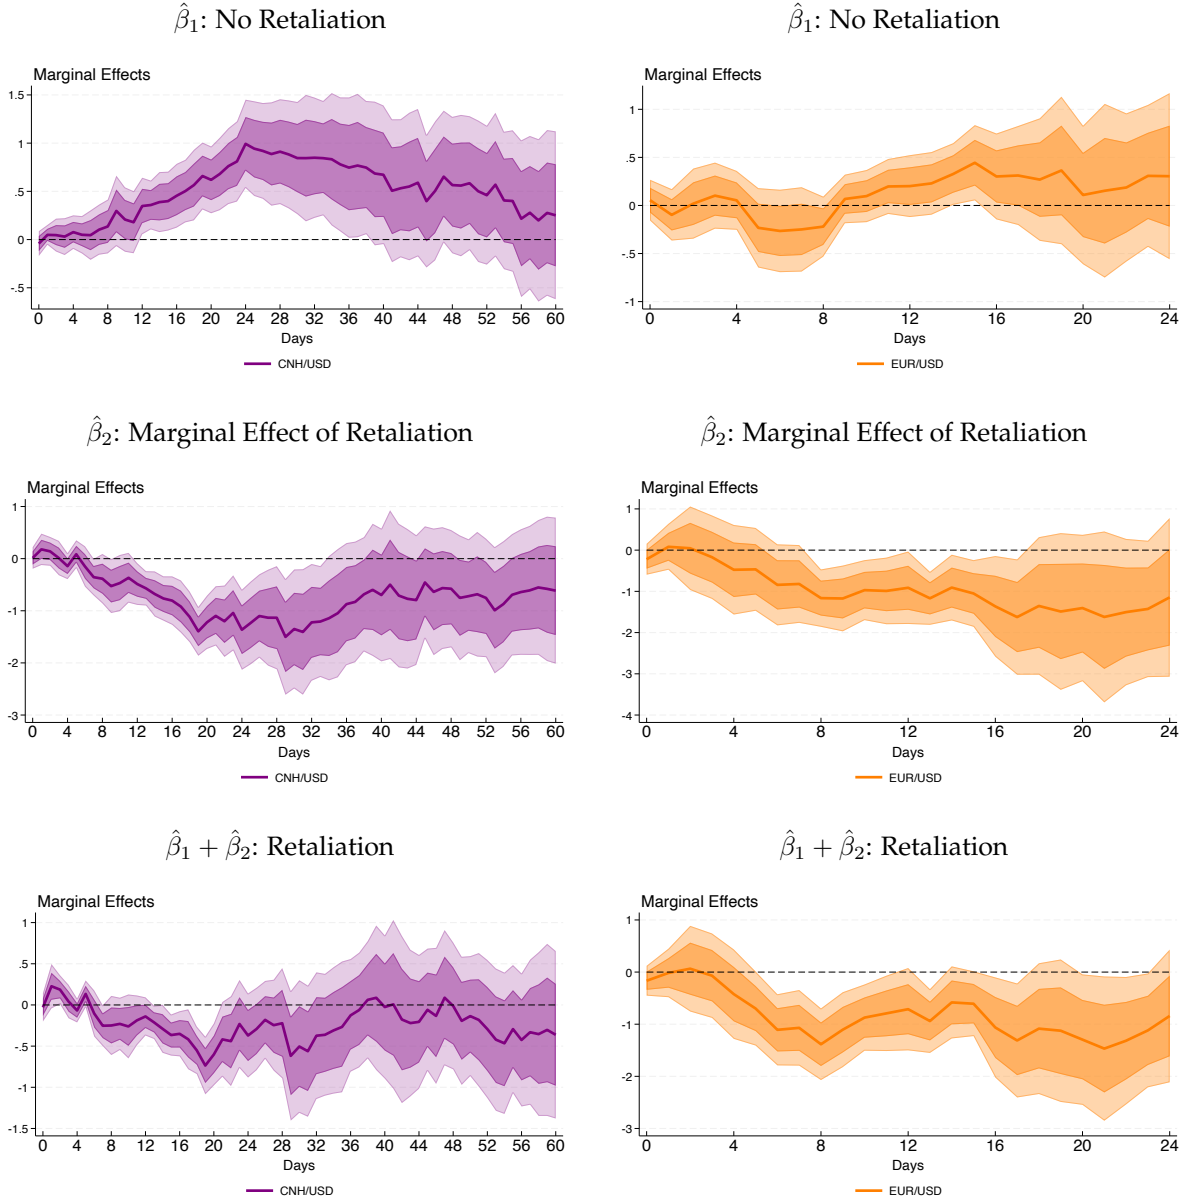 β̂₁: No Retaliation
Marginal Effects
1.5
1
.5
0
-.5
0 4 8 12 16 20 24 28 32 36 40 44 48 52 56 60
Days
CNH/USD
β̂₁: No Retaliation
Marginal Effects
1
.5
0
-.5
-1
0 4 8 12 16 20 24
Days
EUR/USD
β̂₂: Marginal Effect of Retaliation
Marginal Effects
1
0
-1
-2
-3
0 4 8 12 16 20 24 28 32 36 40 44 48 52 56 60
Days
CNH/USD
β̂₂: Marginal Effect of Retaliation
Marginal Effects
1
0
-1
-2
-3
-4
0 4 8 12 16 20 24
Days
EUR/USD
β̂₁ + β̂₂: Retaliation
Marginal Effects
1
.5
0
-.5
-1
-1.5
0 4 8 12 16 20 24 28 32 36 40 44 48 52 56 60
Days
CNH/USD
β̂₁ + β̂₂: Retaliation
Marginal Effects
1
0
-1
-2
-3
0 4 8 12 16 20 24
Days
EUR/USD